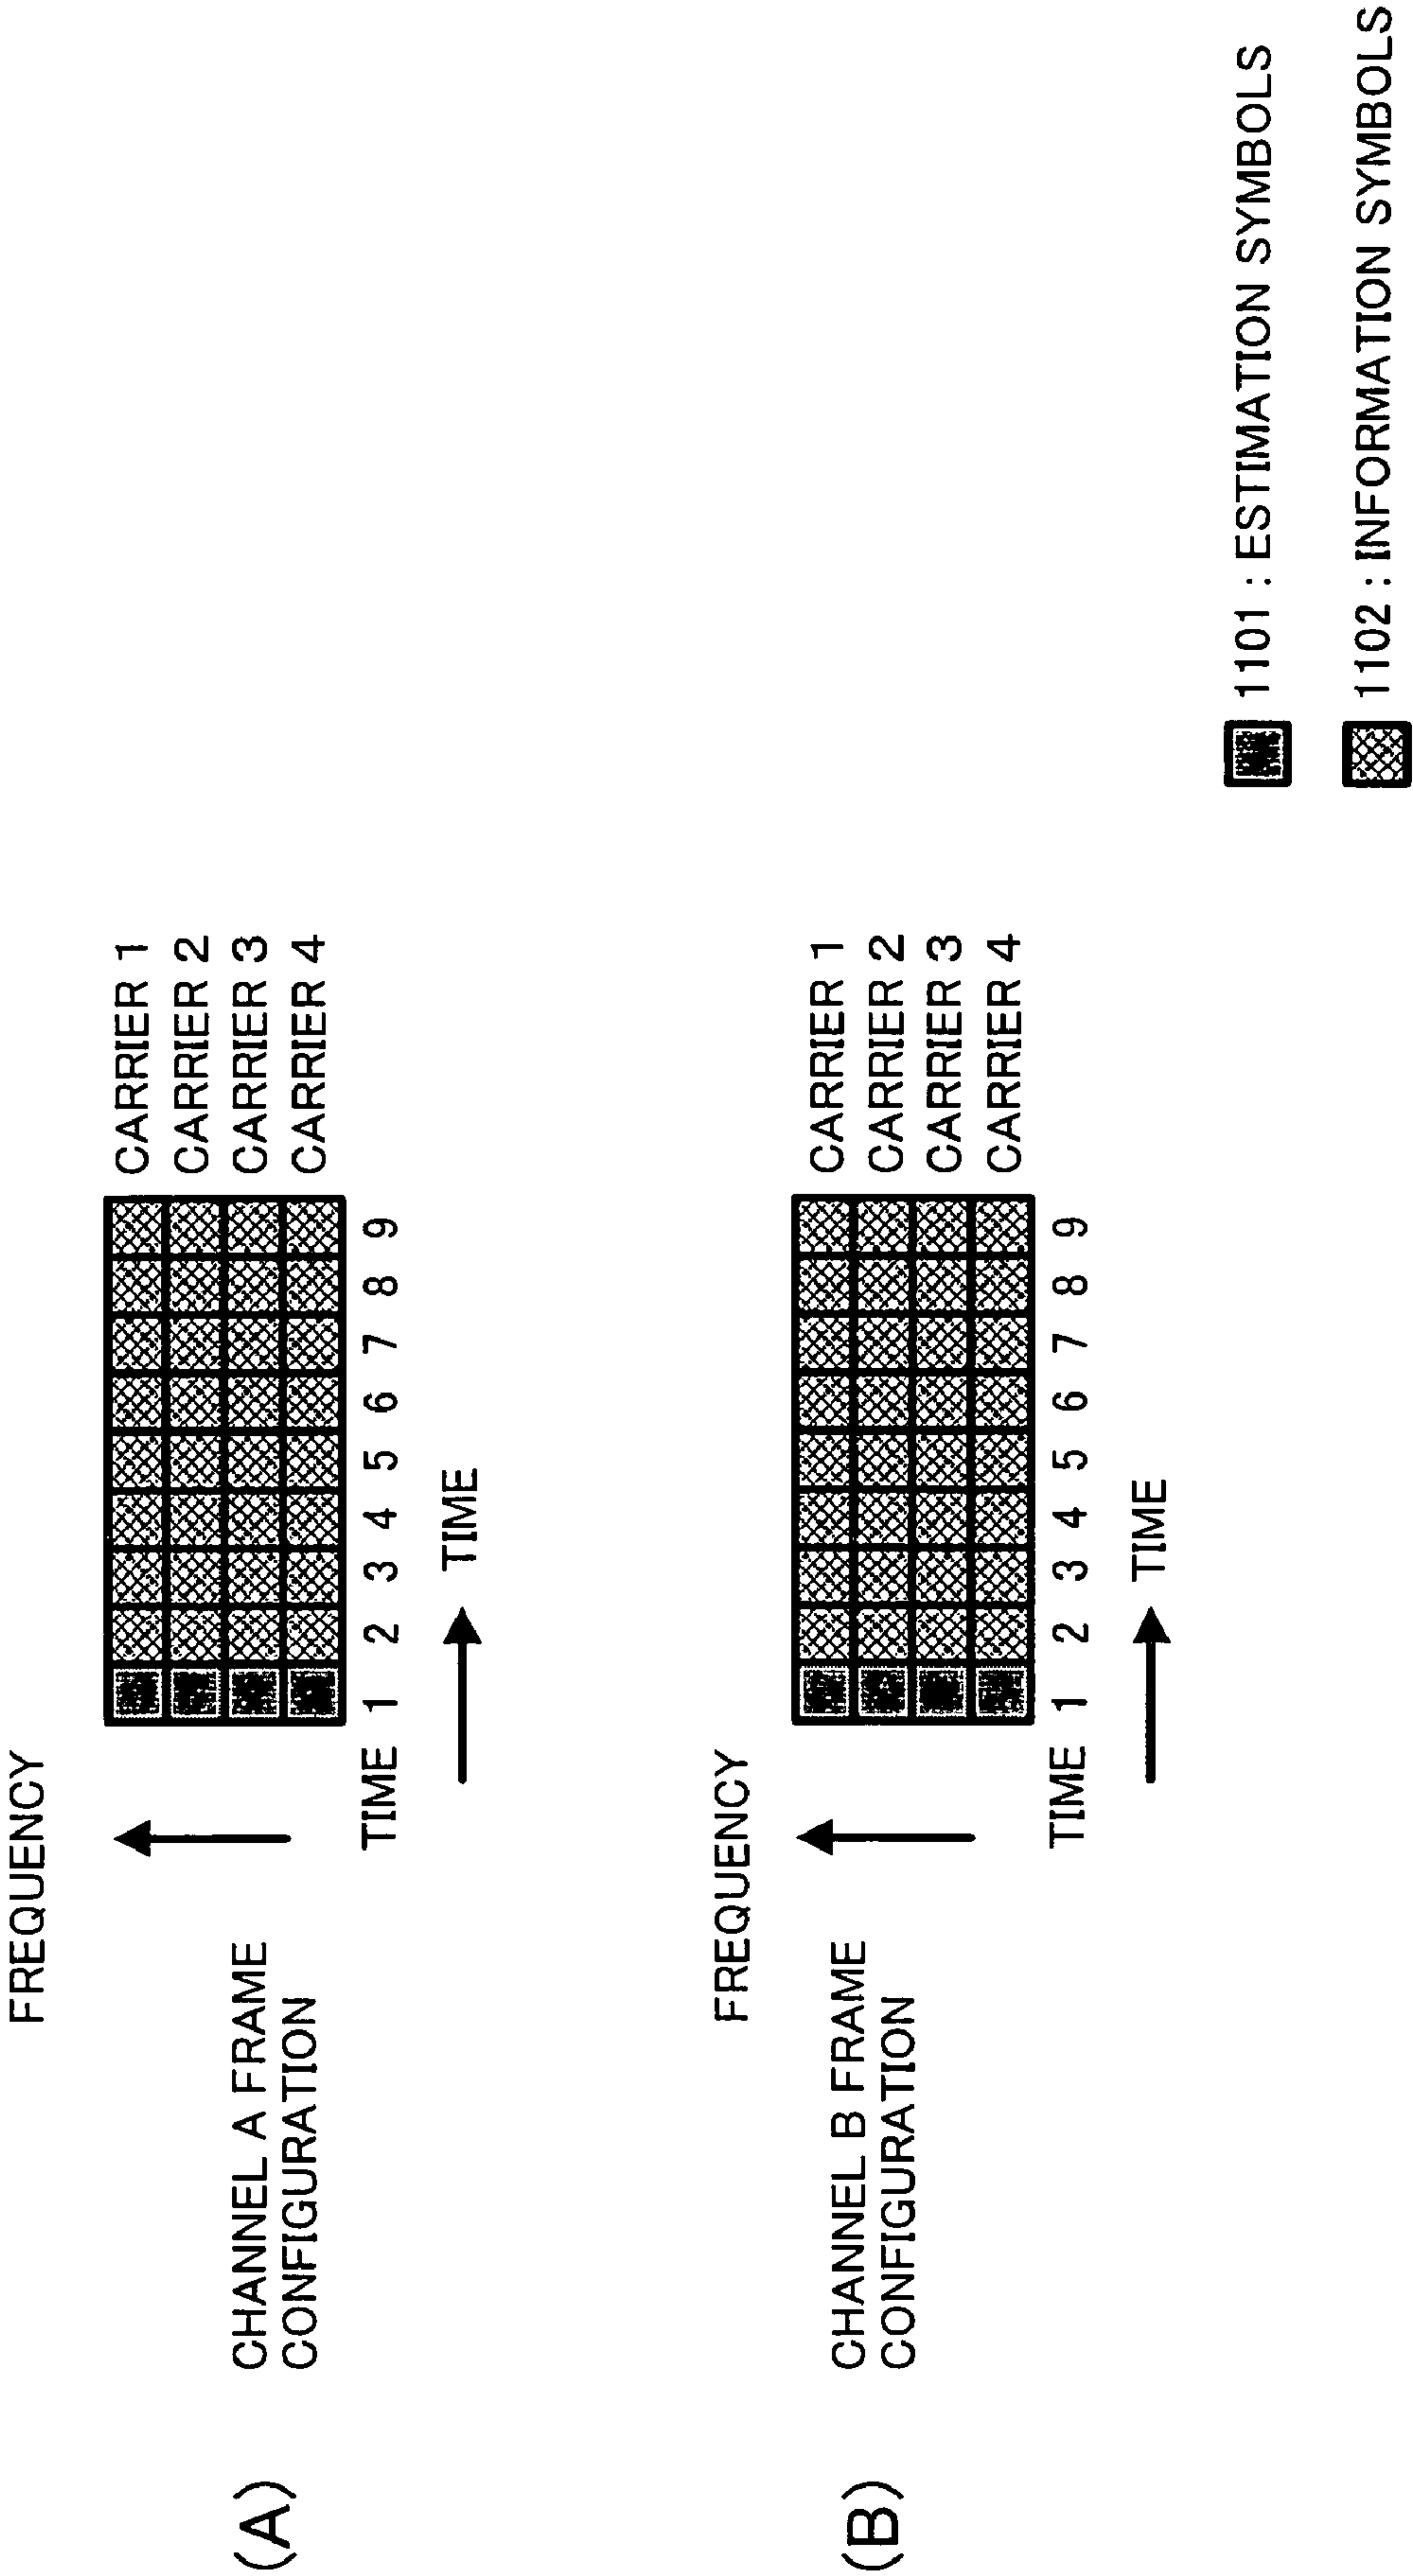 (A)
CHANNEL A FRAME
CONFIGURATION
FREQUENCY
CARRIER 1
CARRIER 2
CARRIER 3
CARRIER 4
TIME 1 2 3 4 5 6 7 8 9
TIME
(B)
CHANNEL B FRAME
CONFIGURATION
FREQUENCY
CARRIER 1
CARRIER 2
CARRIER 3
CARRIER 4
TIME 1 2 3 4 5 6 7 8 9
TIME
1101 : ESTIMATION SYMBOLS
1102 : INFORMATION SYMBOLS